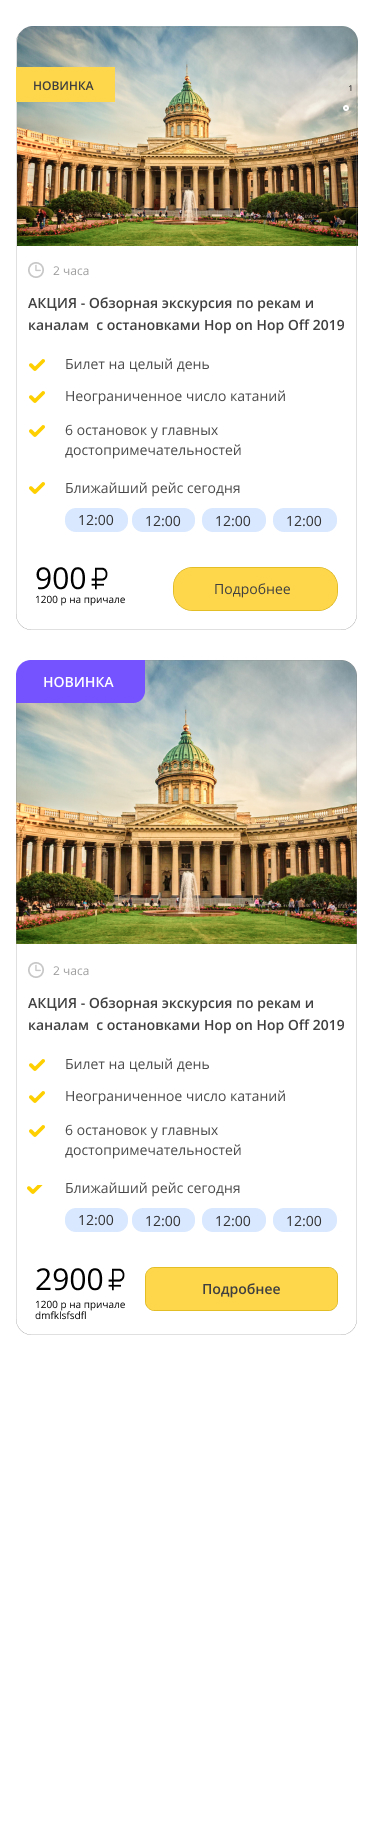 НОВИНКА
1
2 часа
АКЦИЯ - Обзорная экскурсия по рекам и
каналам с остановками Hop on Hop Off 2019
Билет на целый день
Неограниченное число катаний
6 остановок у главных
достопримечательностей
Ближайший рейс сегодня
12:00 12:00 12:00 12:00
900 ₽
1200 р на причале
Подробнее
НОВИНКА
2 часа
АКЦИЯ - Обзорная экскурсия по рекам и
каналам с остановками Hop on Hop Off 2019
Билет на целый день
Неограниченное число катаний
6 остановок у главных
достопримечательностей
Ближайший рейс сегодня
12:00 12:00 12:00 12:00
2900 ₽
1200 р на причале
dmfklsfsdfl
Подробнее